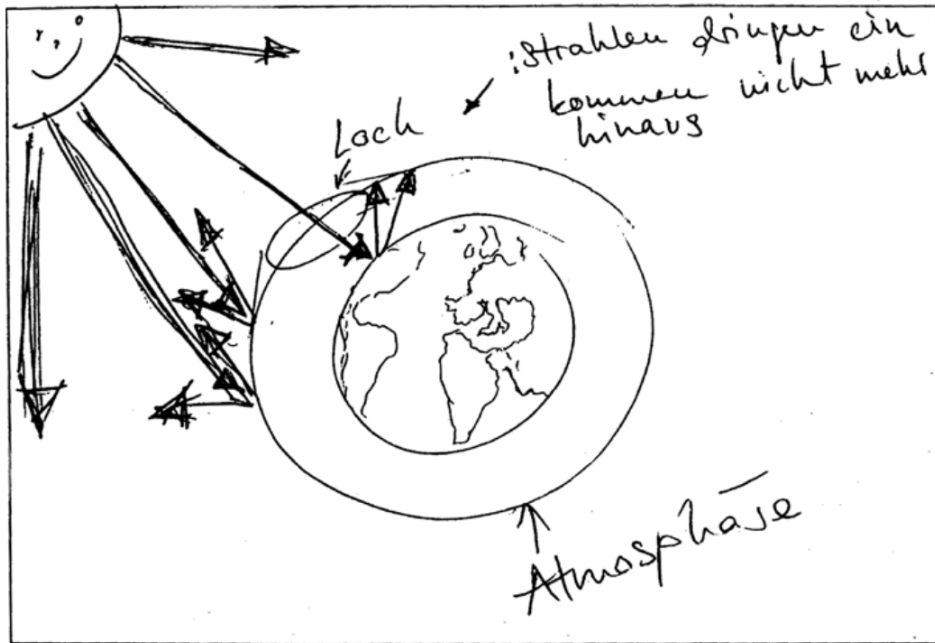 : Strahlen dringen ein
kommen nicht mehr
hinaus
Loch
Atmosphäre